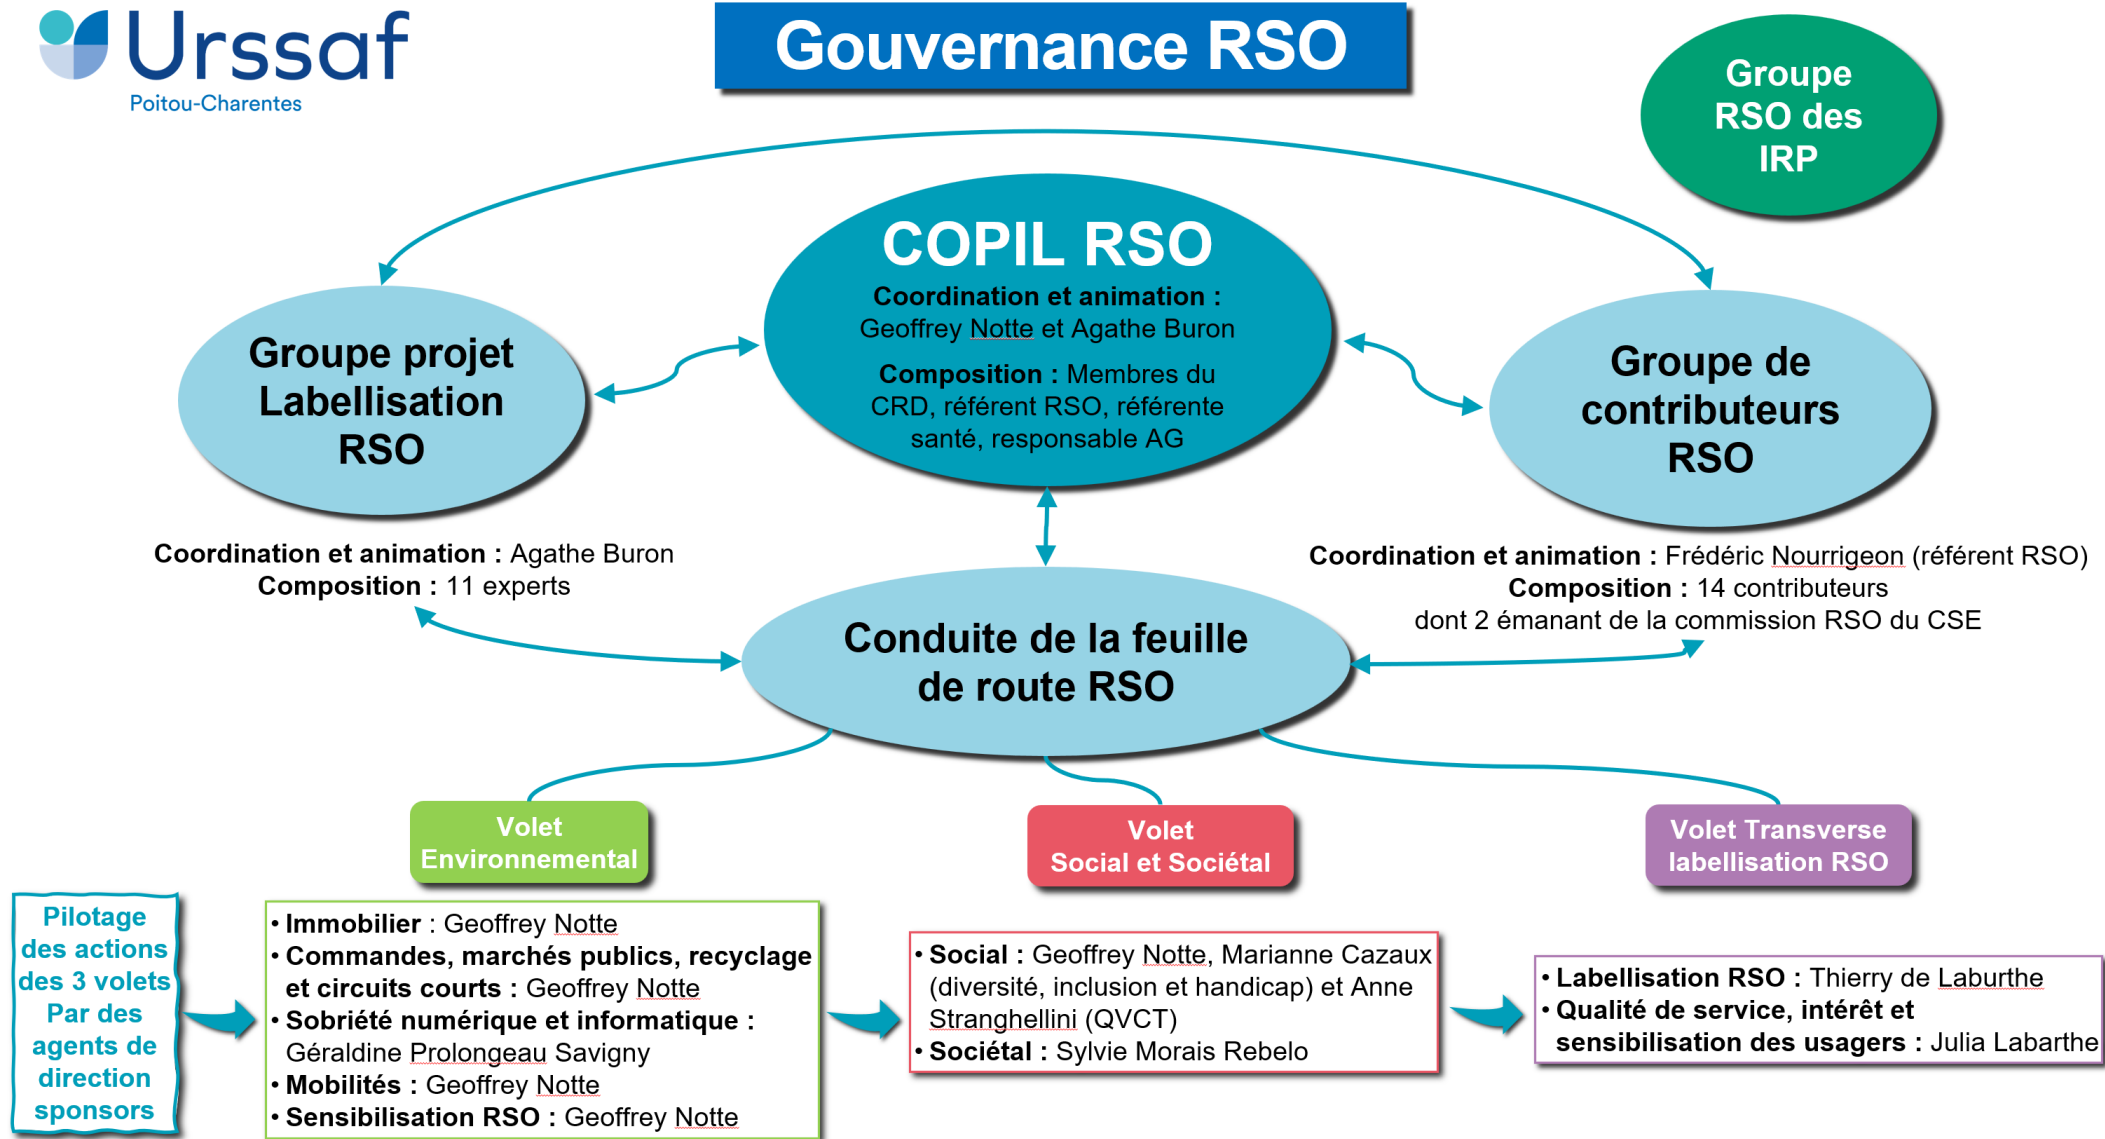 Urssaf
Poitou-Charentes
Gouvernance RSO
Groupe
RSO des
IRP
COPIL RSO
Coordination et animation :
Geoffrey Notte et Agathe Buron
Composition : Membres du
CRD, référent RSO, référente
santé, responsable AG
Groupe projet
Labellisation
RSO
Groupe de
contributeurs
RSO
Coordination et animation : Agathe Buron
Composition : 11 experts
Coordination et animation : Frédéric Nourrigeon (référent RSO)
Composition : 14 contributeurs
dont 2 émanant de la commission RSO du CSE
Conduite de la feuille
de route RSO
Volet
Environnemental
Volet
Social et Sociétal
Volet Transverse
labellisation RSO
Pilotage
des actions
des 3 volets
Par des
agents de
direction
sponsors
• Immobilier : Geoffrey Notte
• Commandes, marchés publics, recyclage
et circuits courts : Geoffrey Notte
• Sobriété numérique et informatique :
Géraldine Prolongeau Savigny
• Mobilités : Geoffrey Notte
• Sensibilisation RSO : Geoffrey Notte
• Social : Geoffrey Notte, Marianne Cazaux
(diversité, inclusion et handicap) et Anne
Stranghellini (QVCT)
• Sociétal : Sylvie Morais Rebelo
• Labellisation RSO : Thierry de Laburthe
• Qualité de service, intérêt et
sensibilisation des usagers : Julia Labarthe